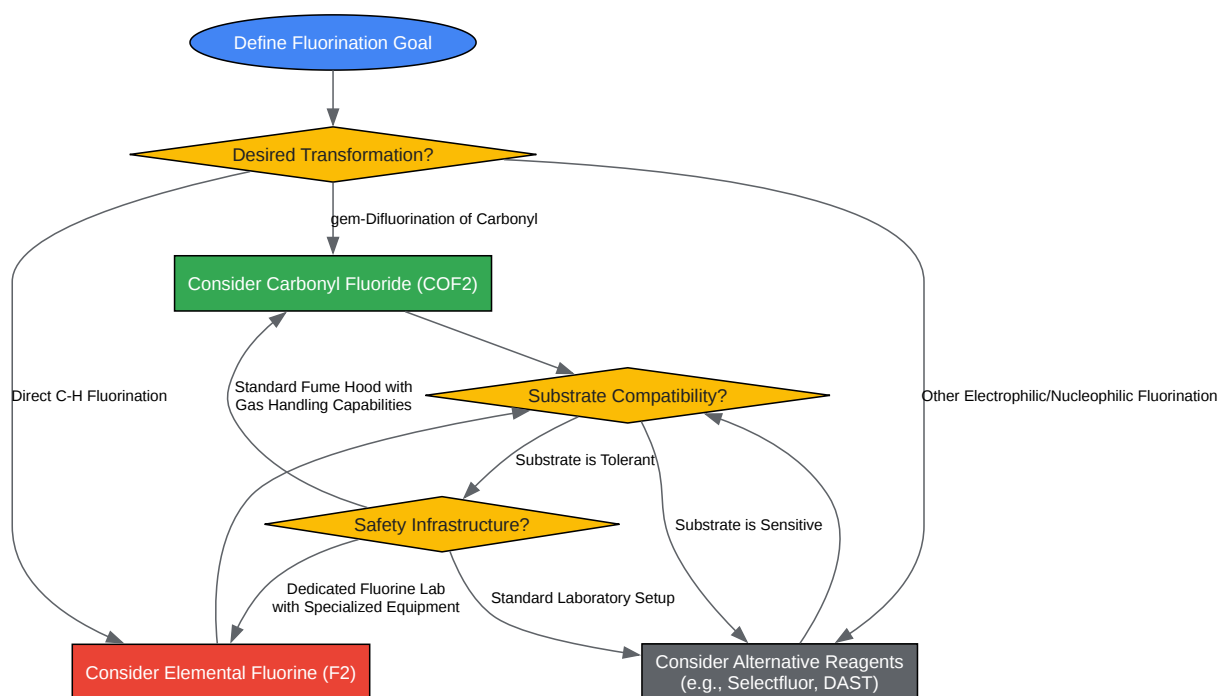 Define Fluorination Goal
Desired Transformation?
gem-Difluorination of Carbonyl
Consider Carbonyl Fluoride (COF2)
Direct C-H Fluorination
Standard Fume Hood with
Gas Handling Capabilities
Substrate Compatibility?
Other Electrophilic/Nucleophilic Fluorination
Substrate is Tolerant
Safety Infrastructure?
Substrate is Sensitive
Dedicated Fluorine Lab
with Specialized Equipment
Standard Laboratory Setup
Consider Elemental Fluorine (F2)
Consider Alternative Reagents
(e.g., Selectfluor, DAST)